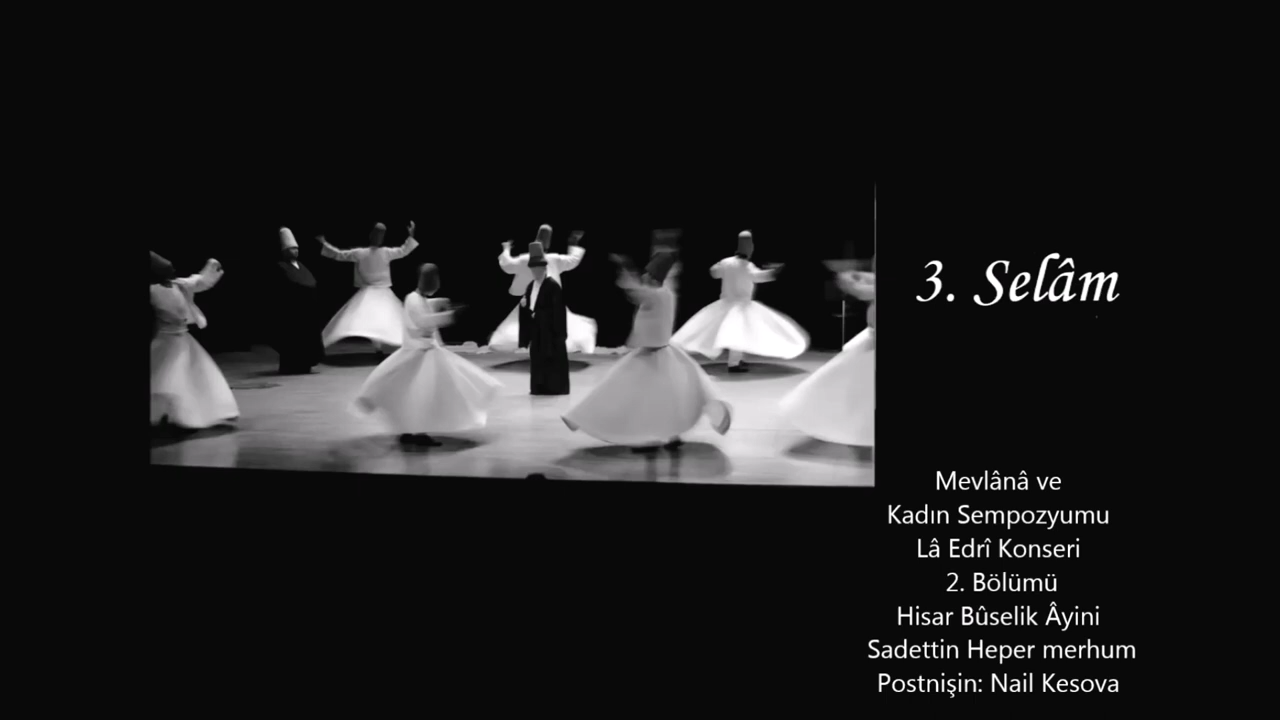 3. Selâm
Mevlânâ ve
Kadın Sempozyumu
Lâ Edrî Konseri
2. Bölümü
Hisar Bûselik Âyini
Sadettin Heper merhum
Postnişin: Nail Kesova